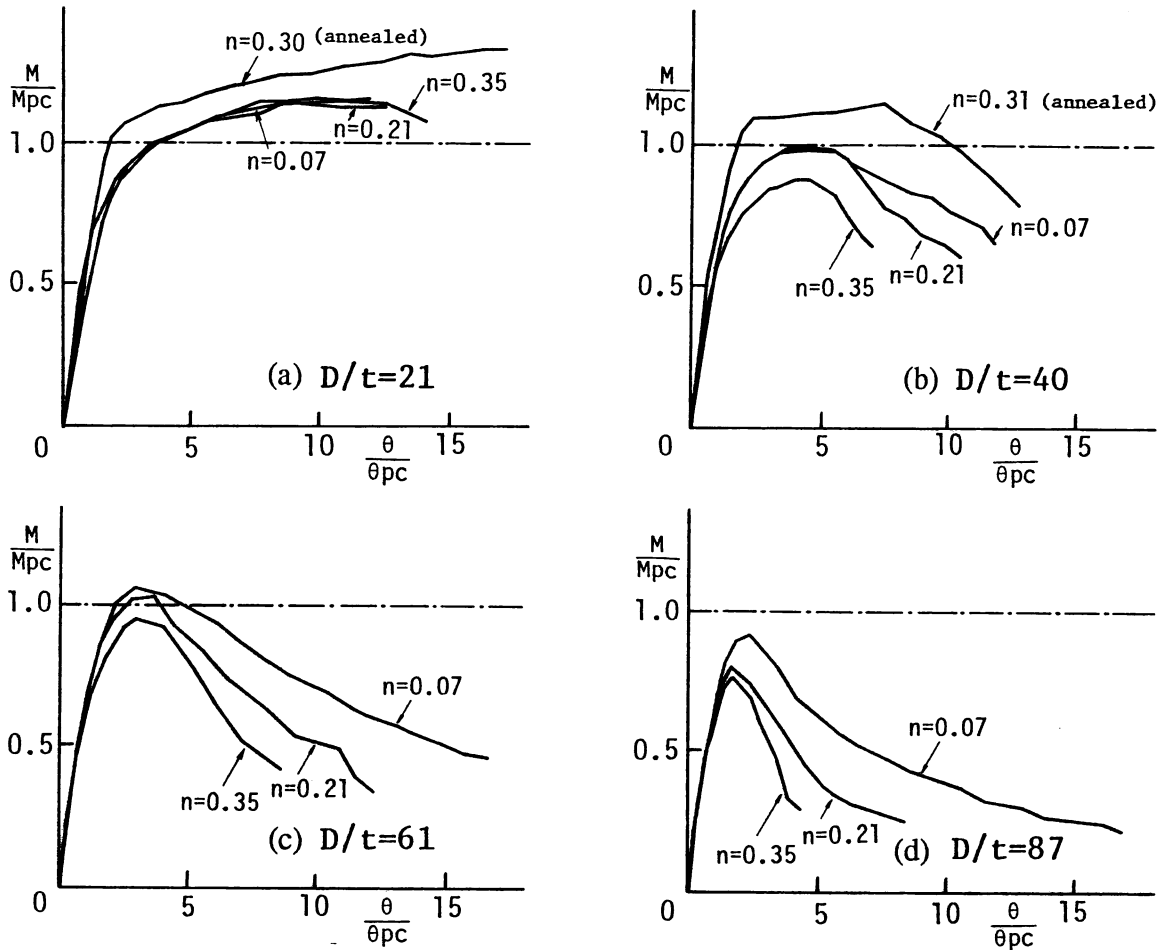 M
Mpc
n=0.30 (annealed)
n=0.35
n=0.21
n=0.07
1.0
0.5
(a) D/t=21
0
5
10
15
θ
θpc
M
Mpc
n=0.31 (annealed)
1.0
n=0.07
n=0.21
n=0.35
0.5
(b) D/t=40
0
5
10
15
θ
θpc
M
Mpc
1.0
n=0.07
0.5
n=0.21
n=0.35
(c) D/t=61
0
5
10
15
θ
θpc
M
Mpc
1.0
n=0.07
0.5
n=0.21
n=0.35
(d) D/t=87
0
5
10
15
θ
θpc